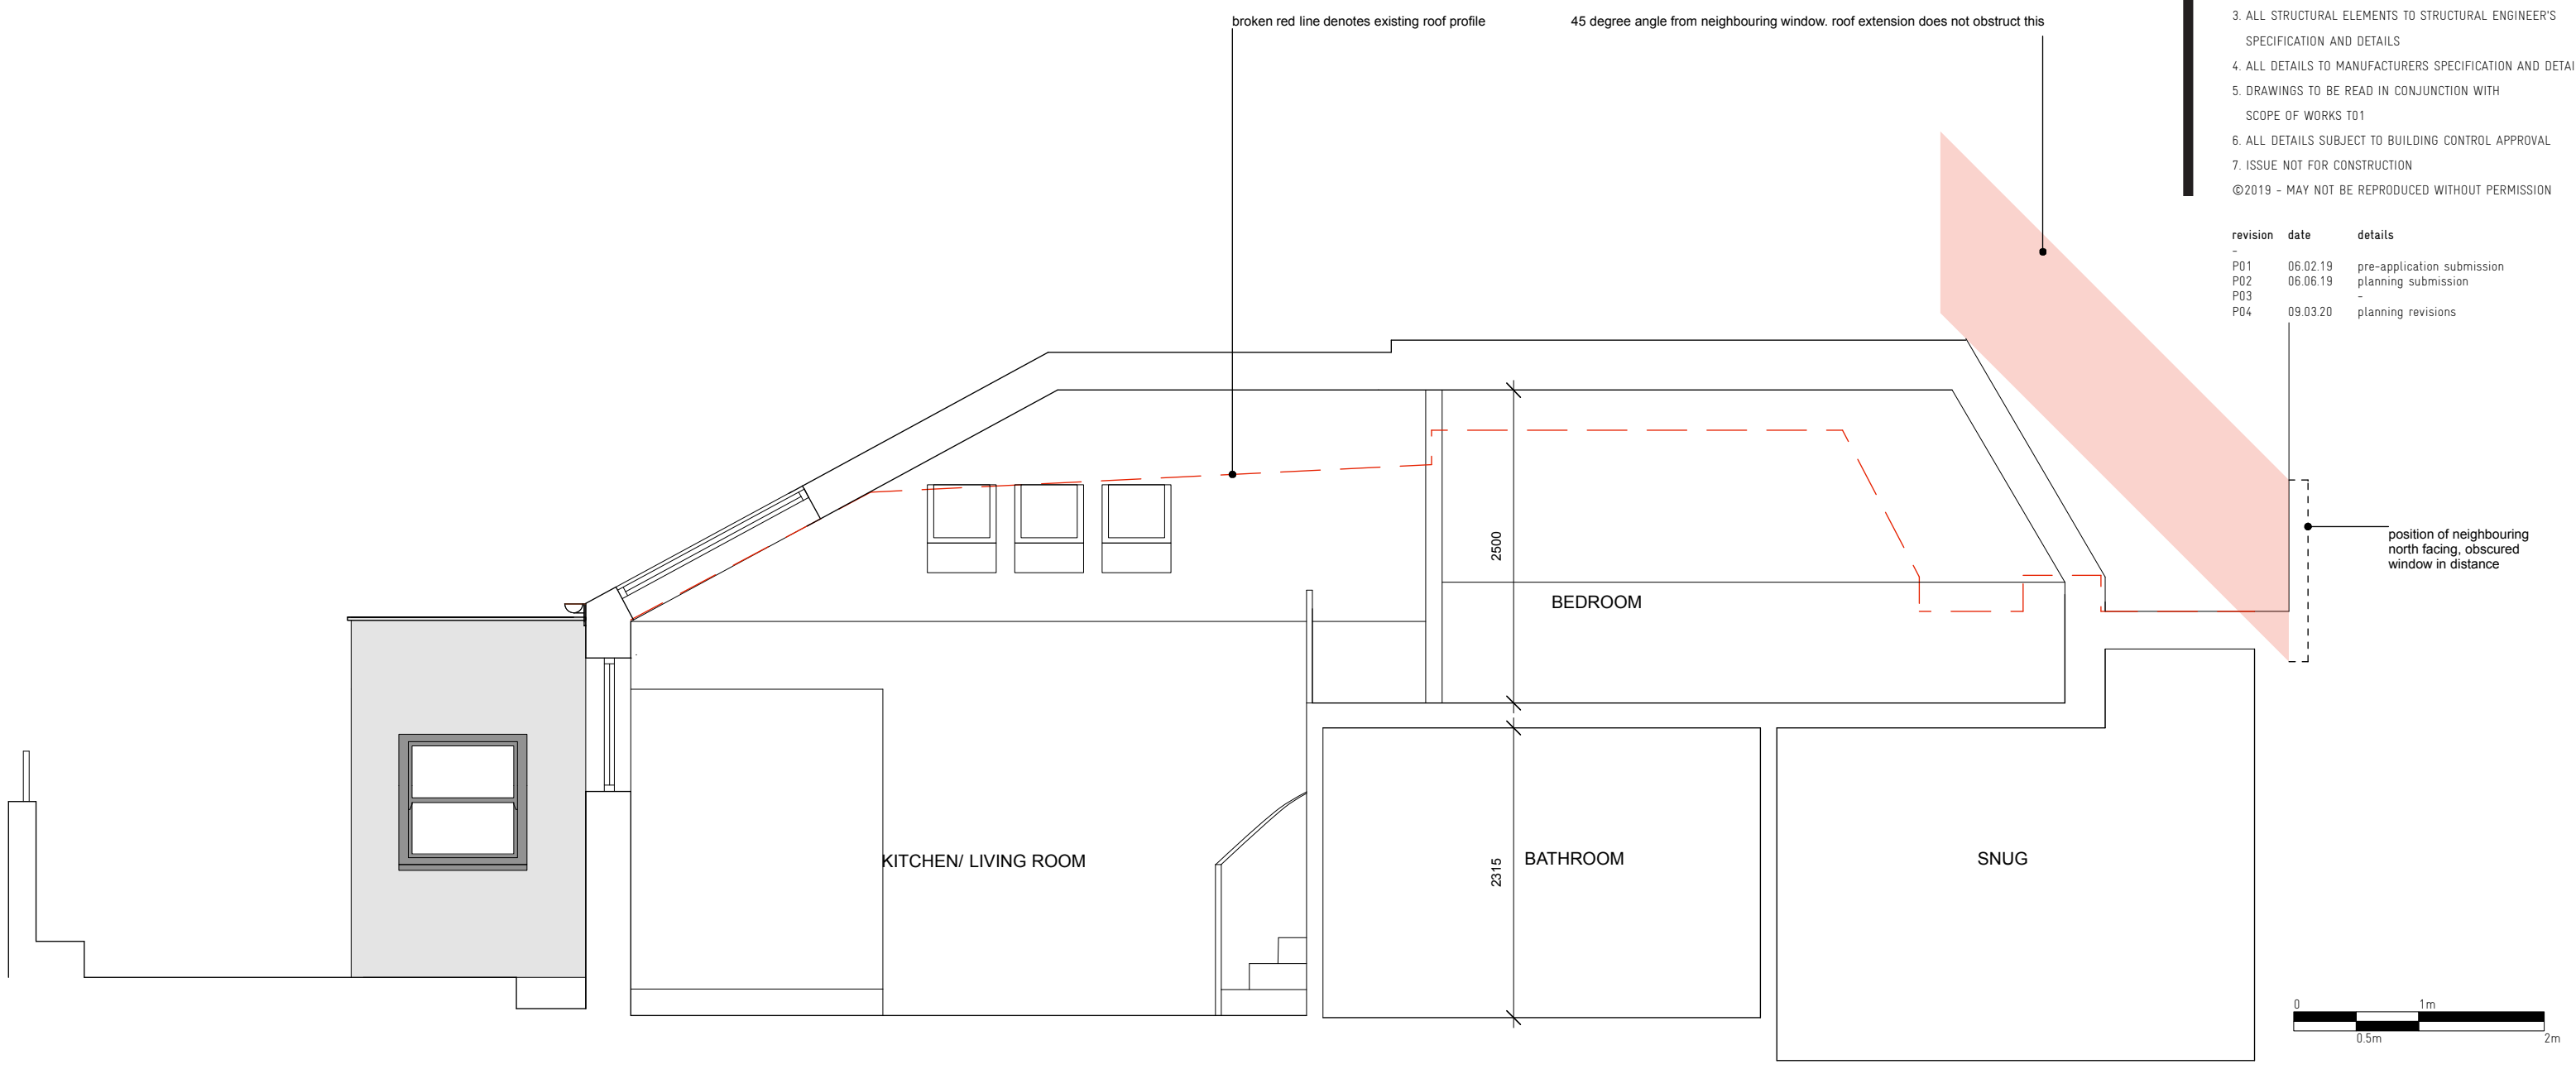 broken red line denotes existing roof profile
45 degree angle from neighbouring window. roof extension does not obstruct this
3. ALL STRUCTURAL ELEMENTS TO STRUCTURAL ENGINEER'S
SPECIFICATION AND DETAILS
4. ALL DETAILS TO MANUFACTURERS SPECIFICATION AND DETAI
5. DRAWINGS TO BE READ IN CONJUNCTION WITH
SCOPE OF WORKS T01
6. ALL DETAILS SUBJECT TO BUILDING CONTROL APPROVAL
7. ISSUE NOT FOR CONSTRUCTION
©2019 - MAY NOT BE REPRODUCED WITHOUT PERMISSION
revision date details
-
P01 06.02.19 pre-application submission
P02 06.06.19 planning submission
P03 -
P04 09.03.20 planning revisions
position of neighbouring
north facing, obscured
window in distance
2500
BEDROOM
KITCHEN/ LIVING ROOM
2315
BATHROOM
SNUG
0 1m
0.5m 2m